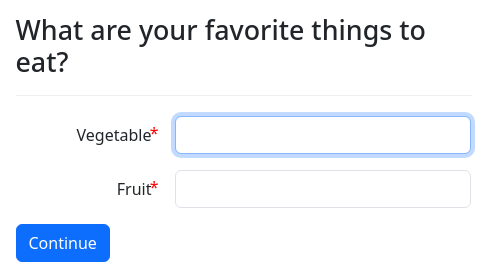 What are your favorite things to
eat?
Vegetable*
Fruit*
Continue